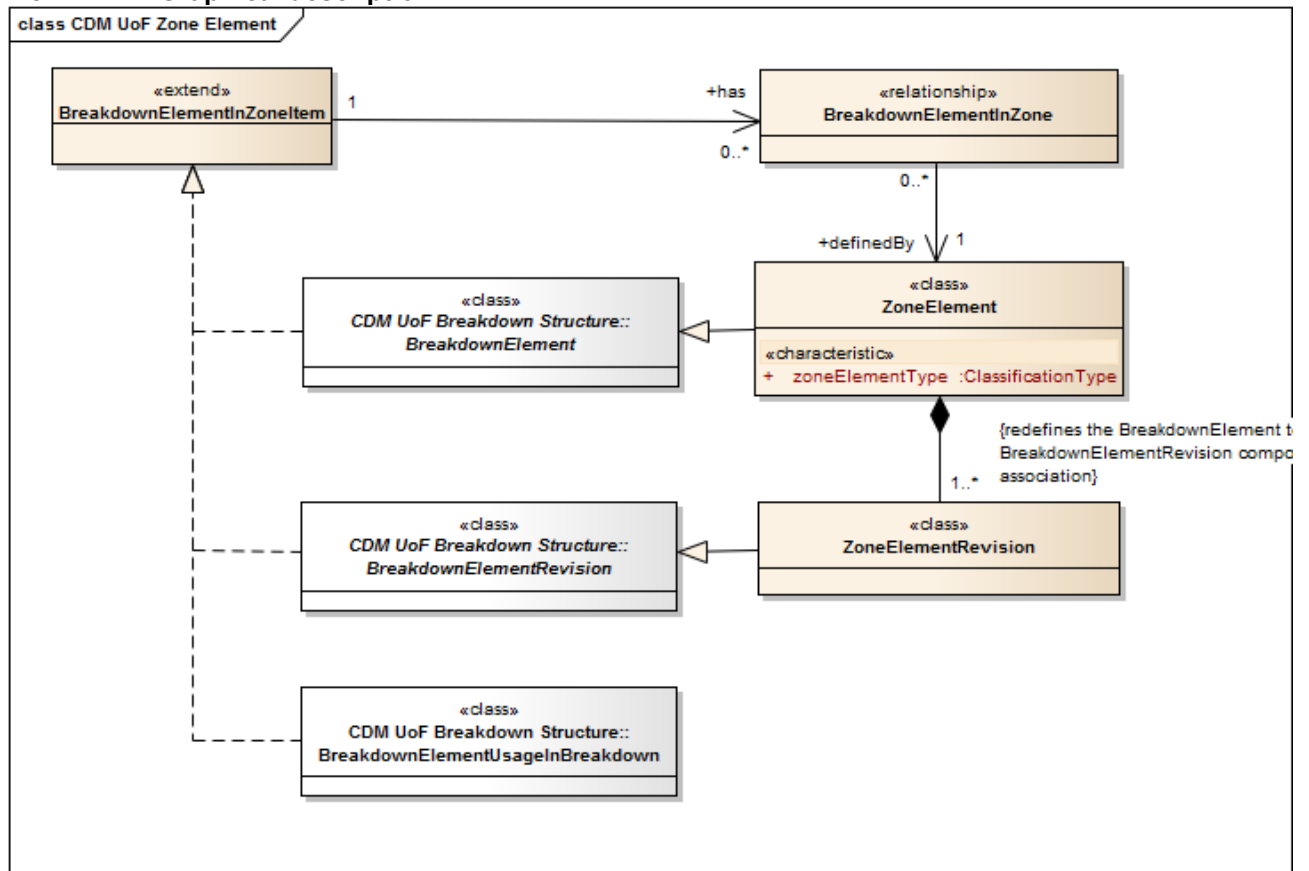 class CDM UoF Zone Element
«extend»
BreakdownElementInZoneItem
1
+has
0..*
«relationship»
BreakdownElementInZone
0..*
+definedBy
1
«class»
ZoneElement
«characteristic»
+ zoneElementType :ClassificationType
«class»
CDM UoF Breakdown Structure::
BreakdownElement
{redefines the BreakdownElement
BreakdownElementRevision
association}
1..*
«class»
CDM UoF Breakdown Structure::
BreakdownElementRevision
«class»
ZoneElementRevision
«class»
CDM UoF Breakdown Structure::
BreakdownElementUsageInBreakdown